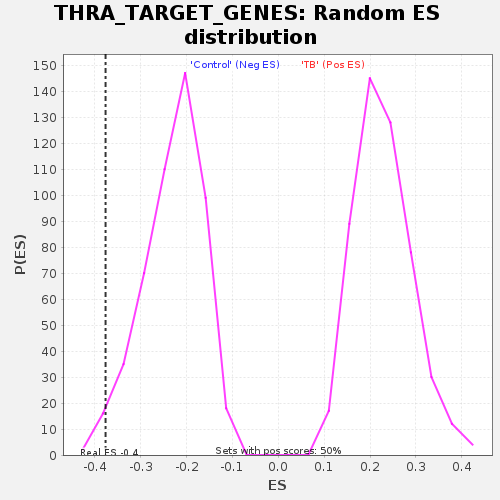 THRA_TARGET_GENES: Random ES
distribution
'Control' (Neg ES)
'TB' (Pos ES)
150
140
130
120
110
100
90
80
70
60
50
40
30
20
10
0
P(ES)
Real ES -0.4
Sets with pos scores: 50%
-0.4 -0.3 -0.2 -0.1 0.0 0.1 0.2 0.3 0.4
ES